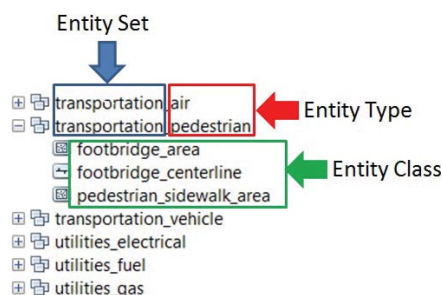 Entity Set
transportation_air
Entity Type
transportation_pedestrian
footbridge_area
footbridge_centerline
Entity Class
pedestrian_sidewalk_area
transportation_vehicle
utilities_electrical
utilities_fuel
utilities_gas